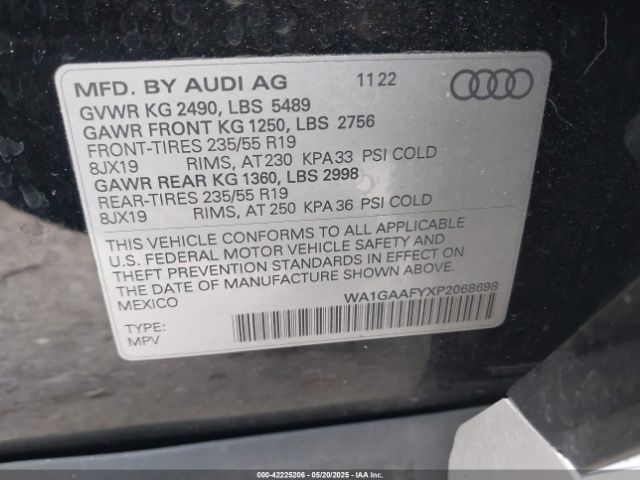 MFD. BY AUDI AG 11 22
GVWR KG 2490, LBS 5489
GAWR FRONT KG 1250, LBS 2756
FRONT-TIRES 235/55 R19
8JX19 RIMS, AT 230 KPA 33 PSI COLD
GAWR REAR KG 1360, LBS 2998
REAR-TIRES 235/55 R19
8JX19 RIMS, AT 250 KPA 36 PSI COLD
THIS VEHICLE CONFORMS TO ALL APPLICABLE
U.S. FEDERAL MOTOR VEHICLE SAFETY AND
THEFT PREVENTION STANDARDS IN EFFECT ON
THE DATE OF MANUFACTURE SHOWN ABOVE.
MEXICO WA1GAAFYXP2068698
TYPE:
MPV
000-42225206 - 05/20/2025 - IAAI.COM